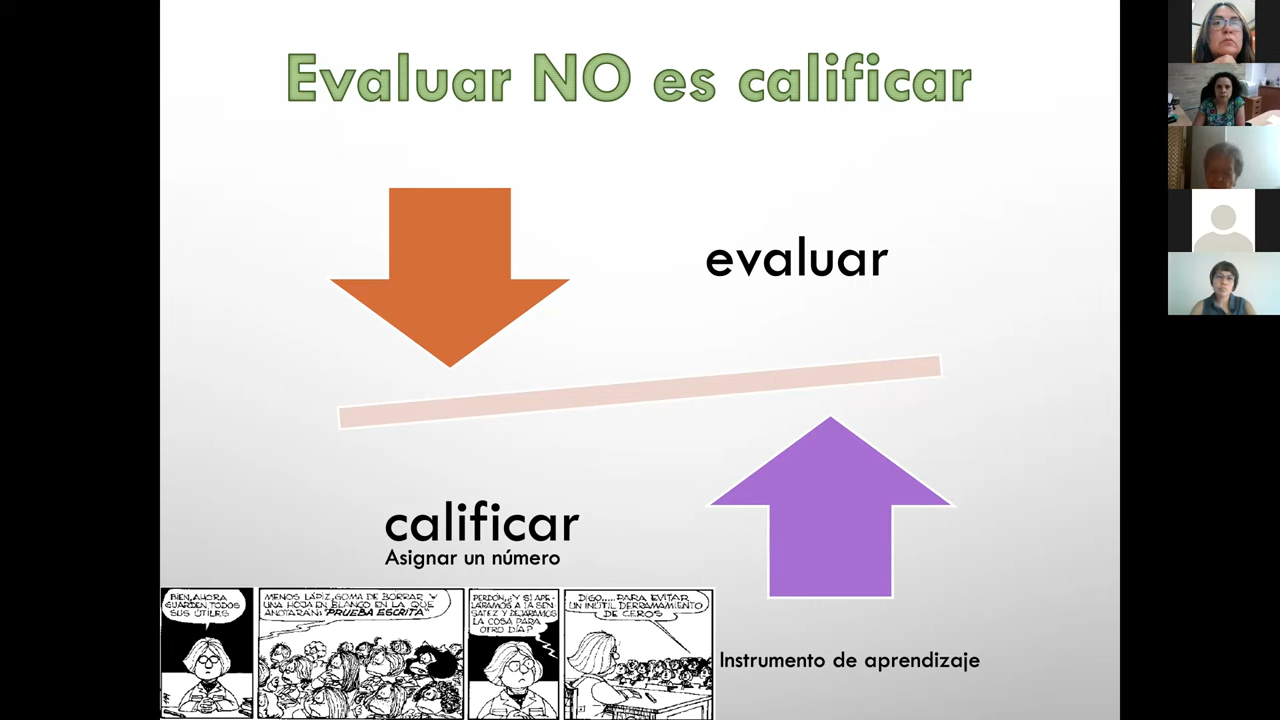 Evaluar NO es calificar
evaluar
calificar
Asignar un número
Instrumento de aprendizaje
BIEN, AHORA
GUARDEN TODOS
SUS ÚTILES
MENOS LÁPIZ, GOMA DE BORRAR Y
UNA HOJA EN BLANCO EN LA QUE
ANOTARÁN: "PRUEBA ESCRITA"
PERDÓN...¿Y SI APE-
LÁRAMOS A LA SEN-
SATEZ Y DEJÁRAMOS
LA COSA PARA
OTRO DÍA?
DIGO.....PARA EVITAR
UN INÚTIL DERRAMAMIENTO
DE CEROS